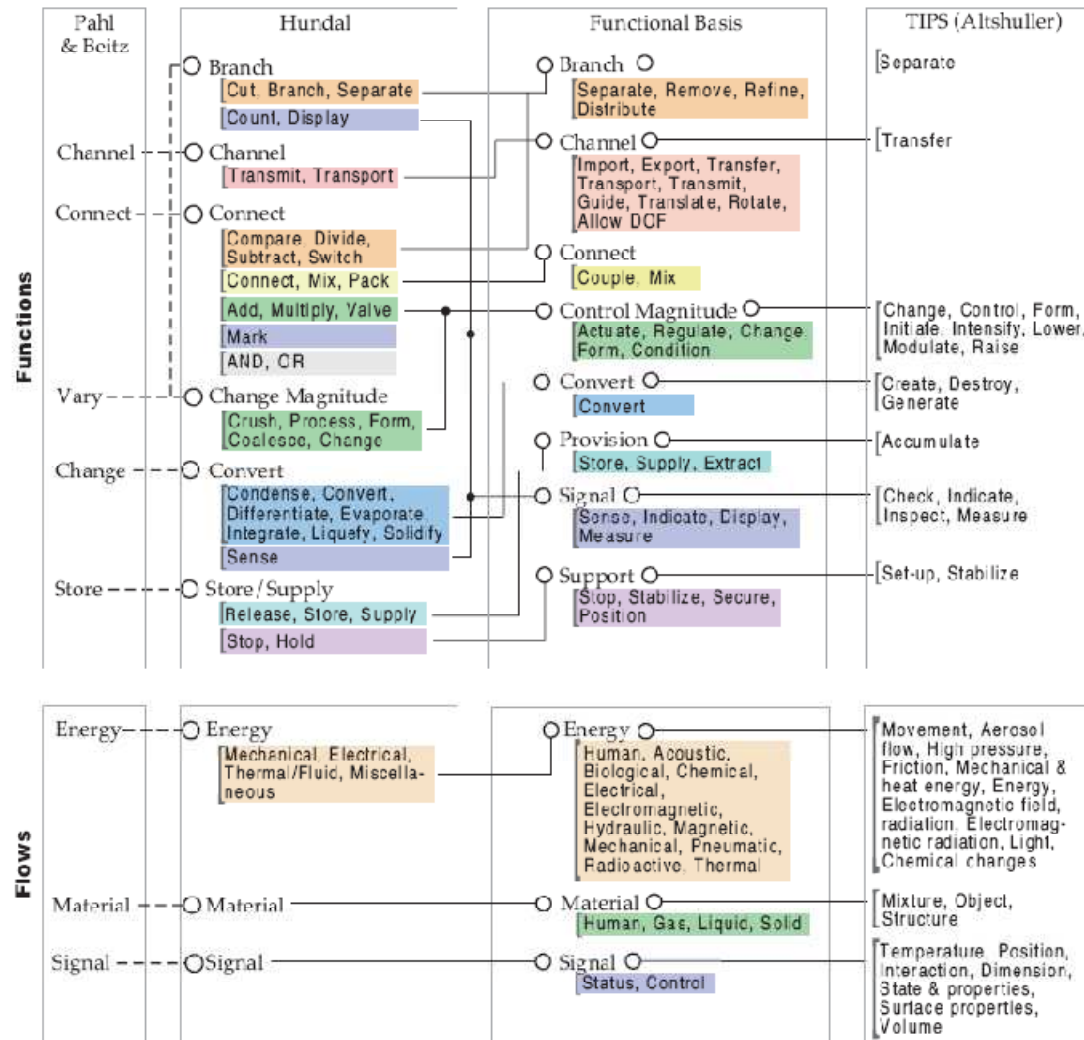 Pahl
& Beitz
Hundal
Functional Basis
TIPS (Altshuller)
Functions
Channel
Connect
Vary
Change
Store
Branch
Cut, Branch, Separate
Count, Display
Channel
Transmit, Transport
Connect
Compare, Divide,
Subtract, Switch
Connect, Mix, Pack
Add, Multiply, Valve
Mark
AND, OR
Change Magnitude
Crush, Process, Form,
Coalesce, Change
Convert
Condense, Convert,
Differentiate, Evaporate
Integrate, Liquefy, Solidify
Sense
Store/Supply
Release, Store, Supply
Stop, Hold
Branch
Separate, Remove, Refine,
Distribute
Channel
Import, Export, Transfer,
Transport, Transmit,
Guide, Translate, Rotate,
Allow DOF
Connect
Couple, Mix
Control Magnitude
Actuate, Regulate, Change
Form, Condition
Convert
Convert
Provision
Store, Supply, Extract
Signal
Sense, Indicate, Display,
Measure
Support
Stop, Stabilize, Secure,
Position
Separate
Transfer
Change, Control, Form,
Initiate, Intensify, Lower,
Modulate, Raise
Create, Destroy,
Generate
Accumulate
Check, Indicate,
Inspect, Measure
Set-up, Stabilize
Flows
Energy
Material
Signal
Energy
Mechanical, Electrical,
Thermal/Fluid, Miscella-
neous
Material
Signal
Energy
Human, Acoustic,
Biological, Chemical,
Electrical,
Electromagnetic,
Hydraulic, Magnetic,
Mechanical, Pneumatic,
Radioactive, Thermal
Material
Human, Gas, Liquid, Solid
Signal
Status, Control
Movement, Aerosol
flow, High pressure,
Friction, Mechanical &
heat energy, Energy,
Electromagnetic field,
radiation, Electromag-
netic radiation, Light,
Chemical changes
Mixture, Object,
Structure
Temperature, Position,
Interaction, Dimension,
State & properties,
Surface properties,
Volume